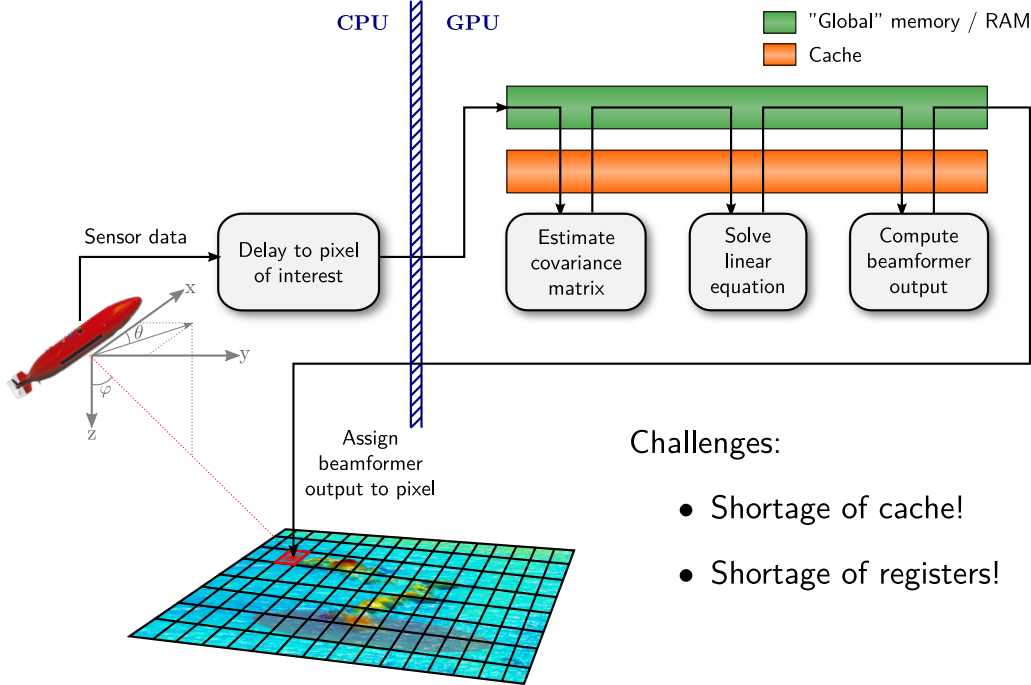 CPU
GPU
"Global" memory / RAM
Cache
Sensor data
Delay to pixel
of interest
Estimate
covariance
matrix
Solve
linear
equation
Compute
beamformer
output
x
θ
y
φ
z
Assign
beamformer
output to pixel
Challenges:
• Shortage of cache!
• Shortage of registers!